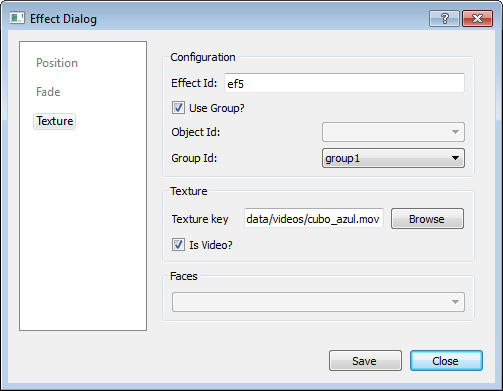 Effect Dialog
Position
Fade
Texture
Configuration
Effect Id: ef5
Use Group?
Object Id:
Group Id: group1
Texture
Texture key data/videos/cubo_azul.mov Browse
Is Video?
Faces
Save Close